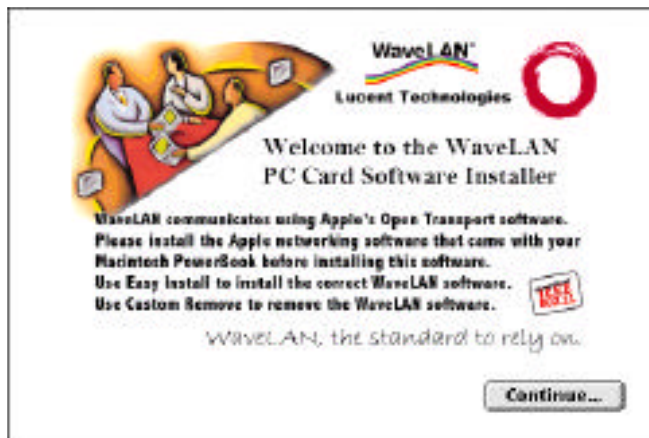 WaveLAN™
Lucent Technologies
Welcome to the WaveLAN
PC Card Software Installer
WaveLAN communicates using Apple's Open Transport software.
Please install the Apple networking software that came with your
Macintosh PowerBook before installing this software.
Use Easy Install to install the correct WaveLAN software.
Use Custom Remove to remove the WaveLAN software.
IEEE
WaveLAN, the standard to rely on.
Continue...